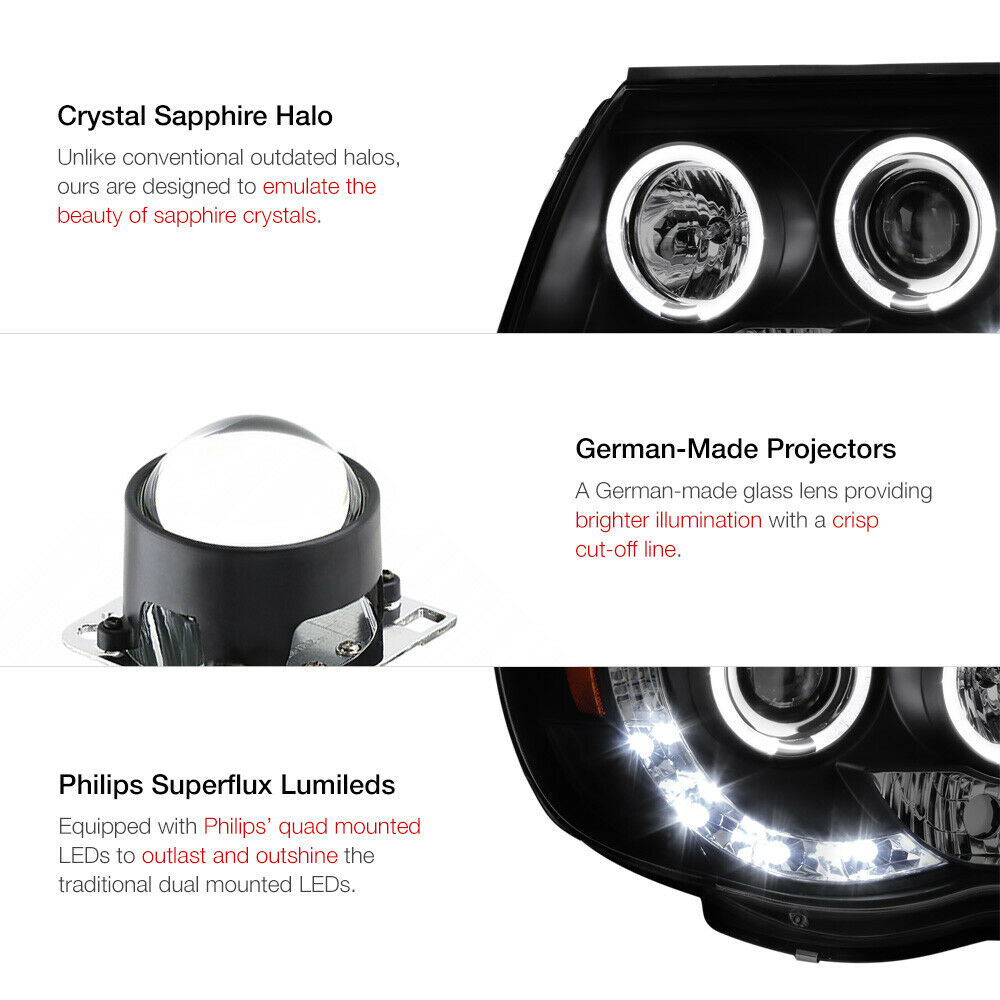 Crystal Sapphire Halo
Unlike conventional outdated halos,
ours are designed to emulate the
beauty of sapphire crystals.
German-Made Projectors
A German-made glass lens providing
brighter illumination with a crisp
cut-off line.
Philips Superflux Lumileds
Equipped with Philips’ quad mounted
LEDs to outlast and outshine the
traditional dual mounted LEDs.